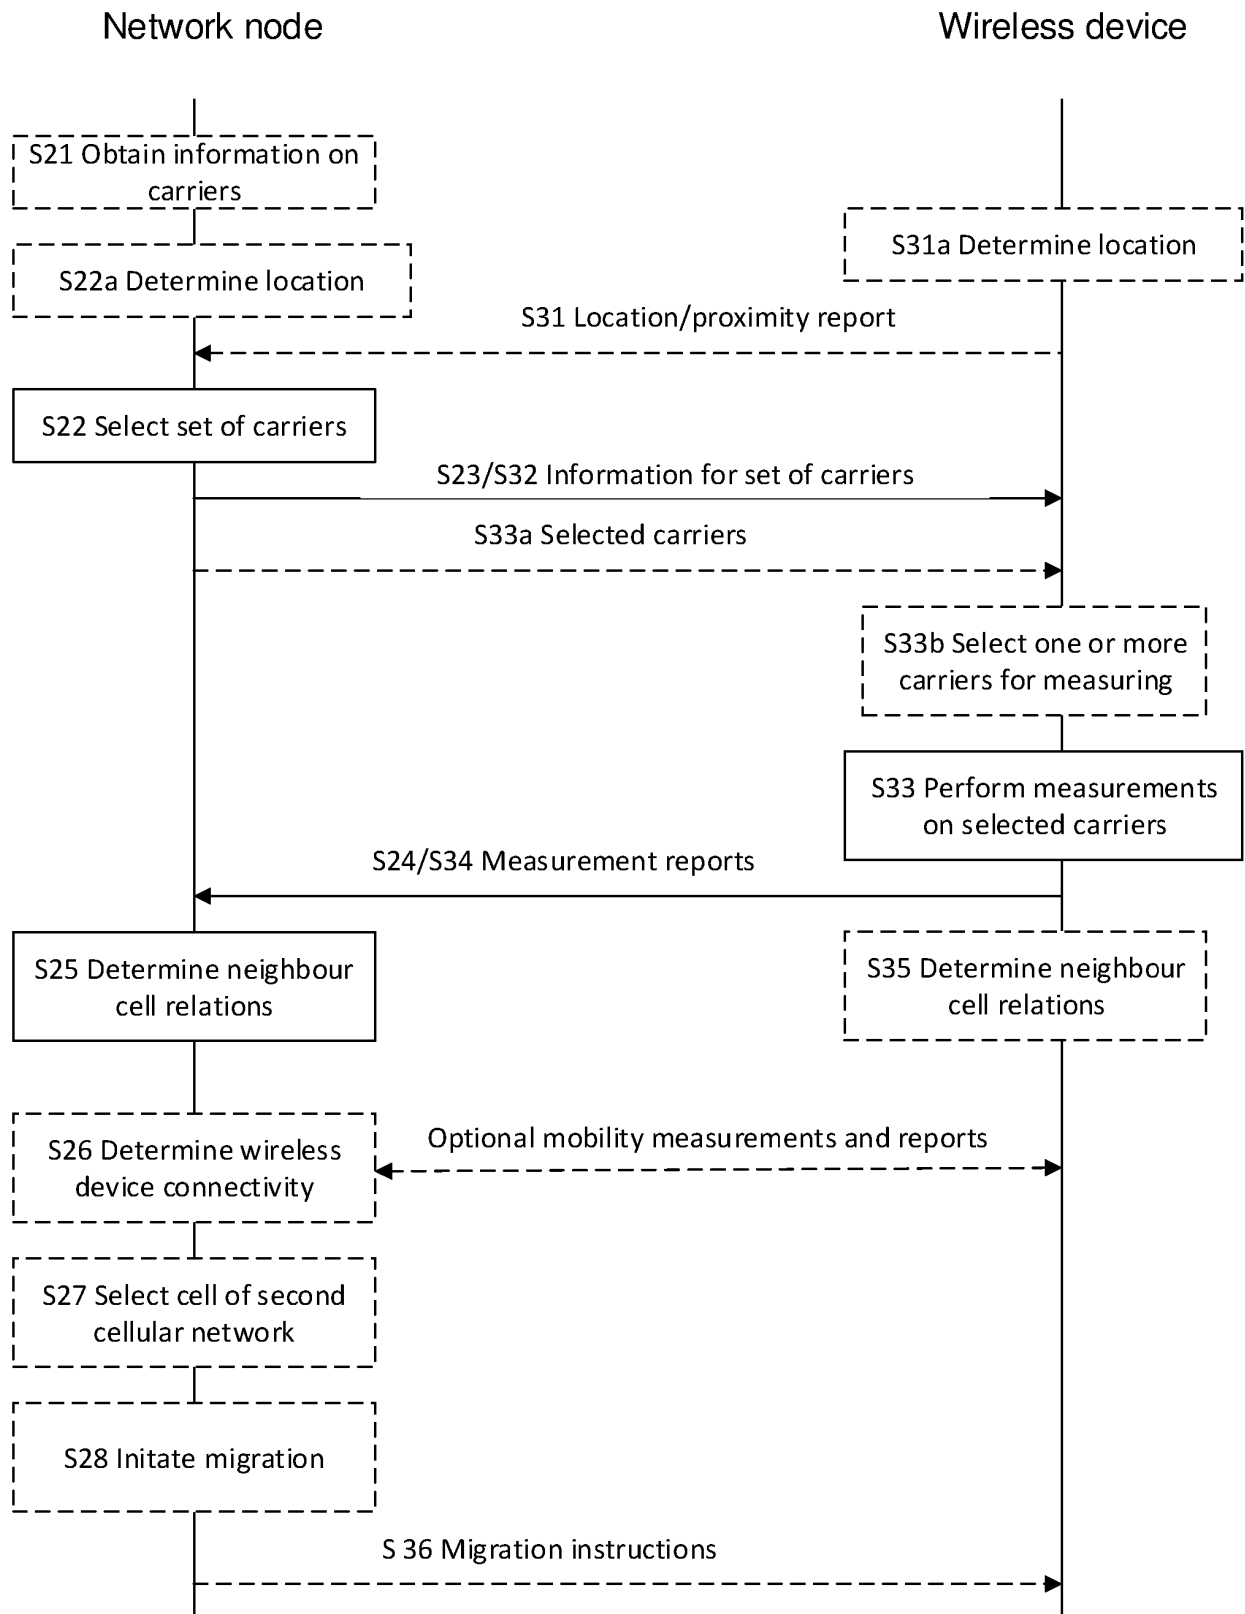 Network node
Wireless device
S21 Obtain information on
carriers
S31a Determine location
S22a Determine location
S31 Location/proximity report
S22 Select set of carriers
S23/S32 Information for set of carriers
S33a Selected carriers
S33b Select one or more
carriers for measuring
S33 Perform measurements
on selected carriers
S24/S34 Measurement reports
S25 Determine neighbour
cell relations
S35 Determine neighbour
cell relations
Optional mobility measurements and reports
S26 Determine wireless
device connectivity
S27 Select cell of second
cellular network
S28 Initate migration
S 36 Migration instructions